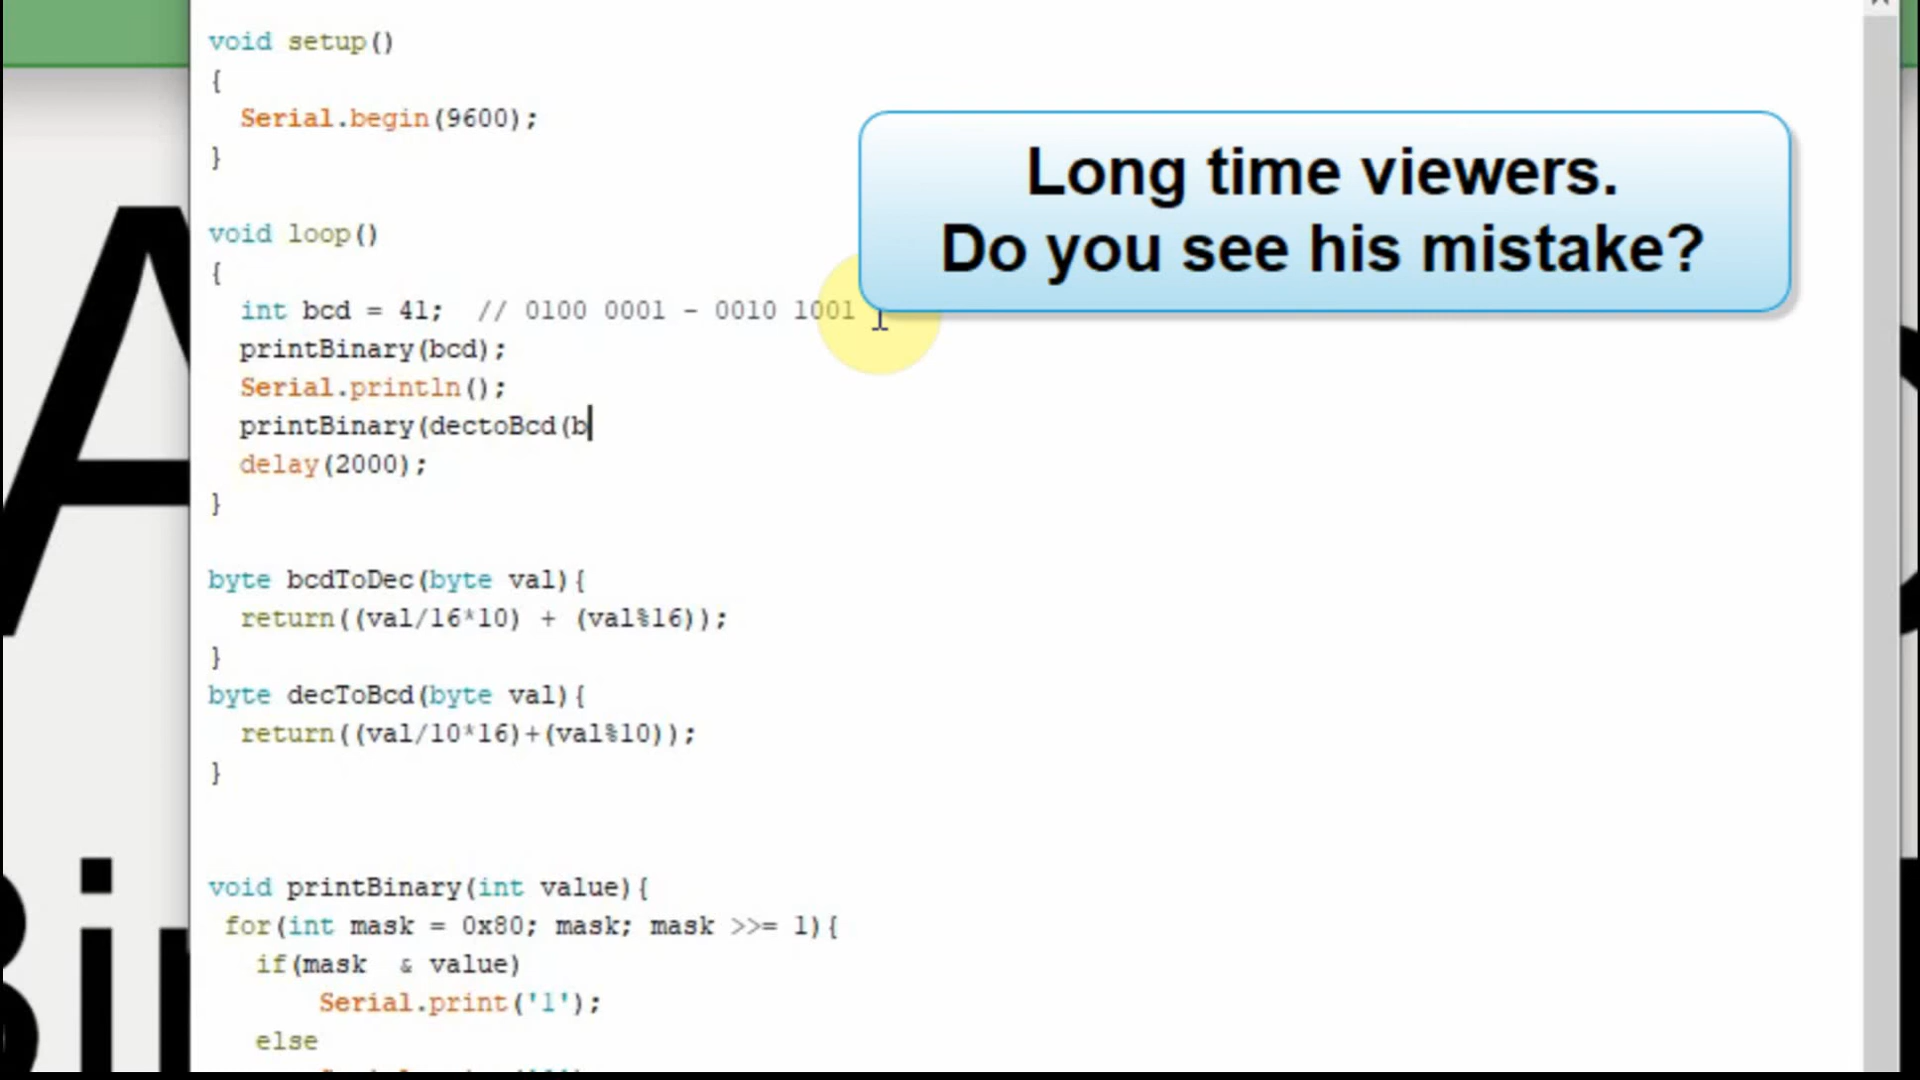 void setup()
{
Serial.begin(9600);
}
Long time viewers.
Do you see his mistake?
void loop()
{
int bcd = 41; // 0100 0001 - 0010 1001
printBinary(bcd);
Serial.println();
printBinary(dectoBcd(b
delay(2000);
}
byte bcdToDec(byte val){
return((val/16*10) + (val%16));
}
byte decToBcd(byte val){
return((val/10*16)+(val%10));
}
void printBinary(int value){
for(int mask = 0x80; mask; mask >>= 1){
if(mask & value)
Serial.print('1');
else